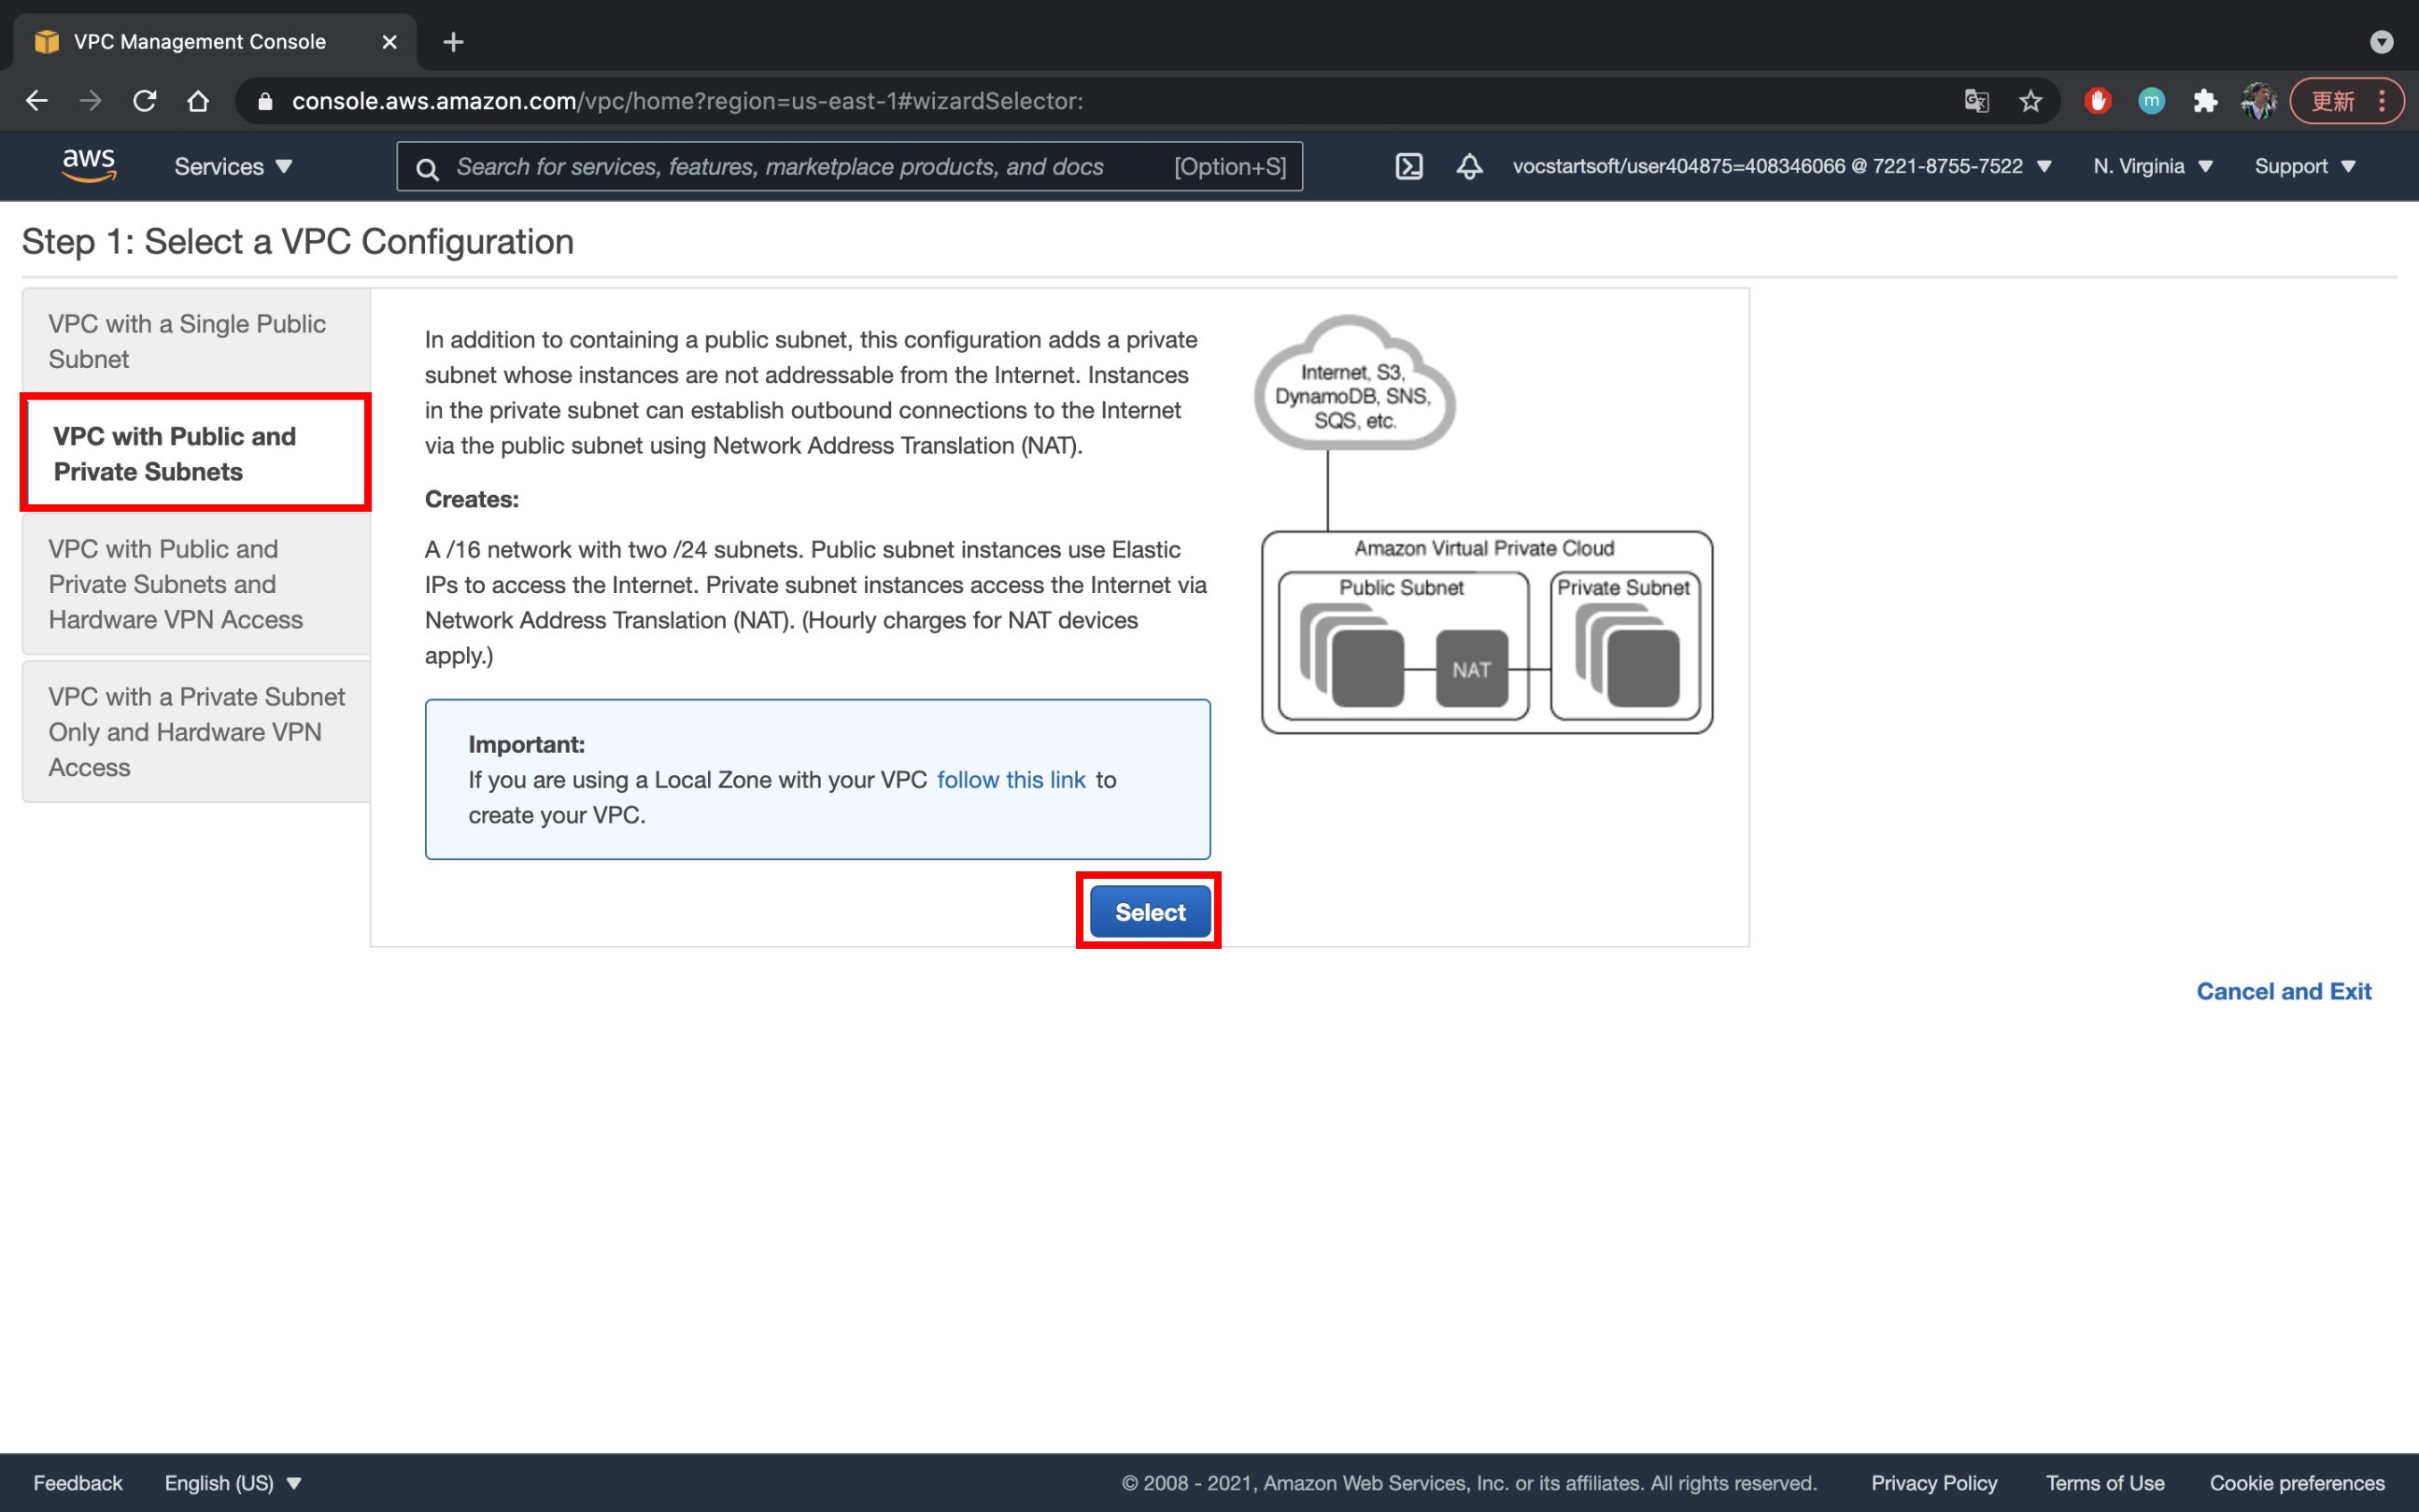 VPC Management Console
console.aws.amazon.com/vpc/home?region=us-east-1#wizardSelector:
m
更新
aws
Services
Search for services, features, marketplace products, and docs
[Option+S]
vocstartsoft/user404875=408346066 @ 7221-8755-7522
N. Virginia
Support
Step 1: Select a VPC Configuration
VPC with a Single Public
Subnet
VPC with Public and
Private Subnets
VPC with Public and
Private Subnets and
Hardware VPN Access
VPC with a Private Subnet
Only and Hardware VPN
Access
In addition to containing a public subnet, this configuration adds a private
subnet whose instances are not addressable from the Internet. Instances
in the private subnet can establish outbound connections to the Internet
via the public subnet using Network Address Translation (NAT).
Creates:
A /16 network with two /24 subnets. Public subnet instances use Elastic
IPs to access the Internet. Private subnet instances access the Internet via
Network Address Translation (NAT). (Hourly charges for NAT devices
apply.)
Important:
If you are using a Local Zone with your VPC follow this link to
create your VPC.
Select
Internet, S3,
DynamoDB, SNS,
SQS, etc.
Amazon Virtual Private Cloud
Public Subnet
Private Subnet
NAT
Cancel and Exit
Feedback
English (US)
© 2008 - 2021, Amazon Web Services, Inc. or its affiliates. All rights reserved.
Privacy Policy
Terms of Use
Cookie preferences